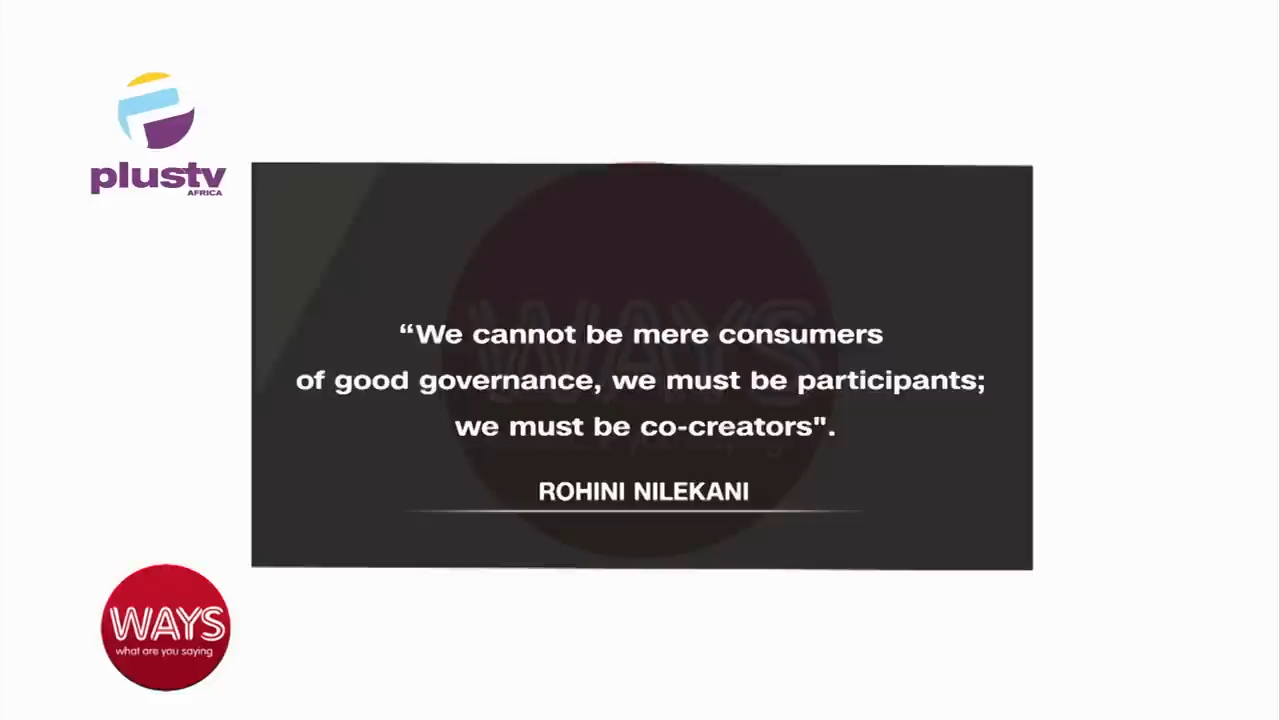 plustv
AFRICA
WAYS
“We cannot be mere consumers
of good governance, we must be participants;
we must be co-creators".
ROHINI NILEKANI
WAYS
what are you saying